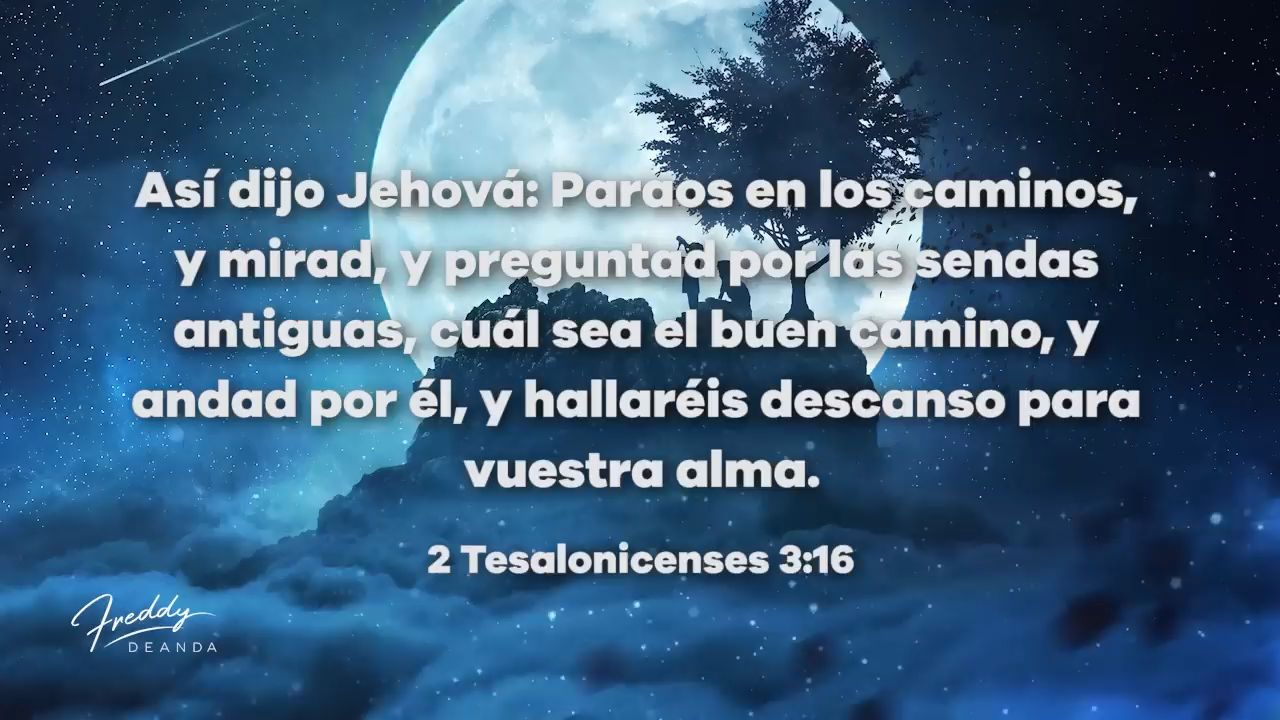 Así dijo Jehová: Paraos en los caminos,
y mirad, y preguntad por las sendas
antiguas, cuál sea el buen camino, y
andad por él, y hallaréis descanso para
vuestra alma.
2 Tesalonicenses 3:16
Freddy
DEANDA